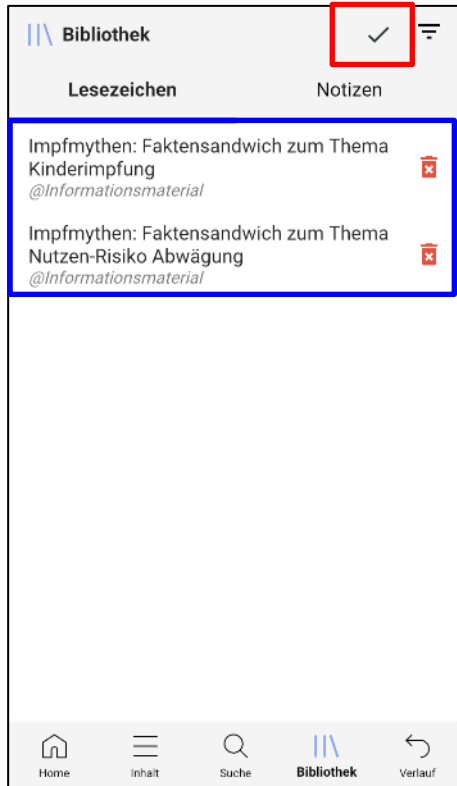 Bibliothek
Lesezeichen Notizen
Impfmythen: Faktensandwich zum Thema
Kinderimpfung
@Informationsmaterial
Impfmythen: Faktensandwich zum Thema
Nutzen-Risiko Abwägung
@Informationsmaterial
Home Inhalt Suche Bibliothek Verlauf